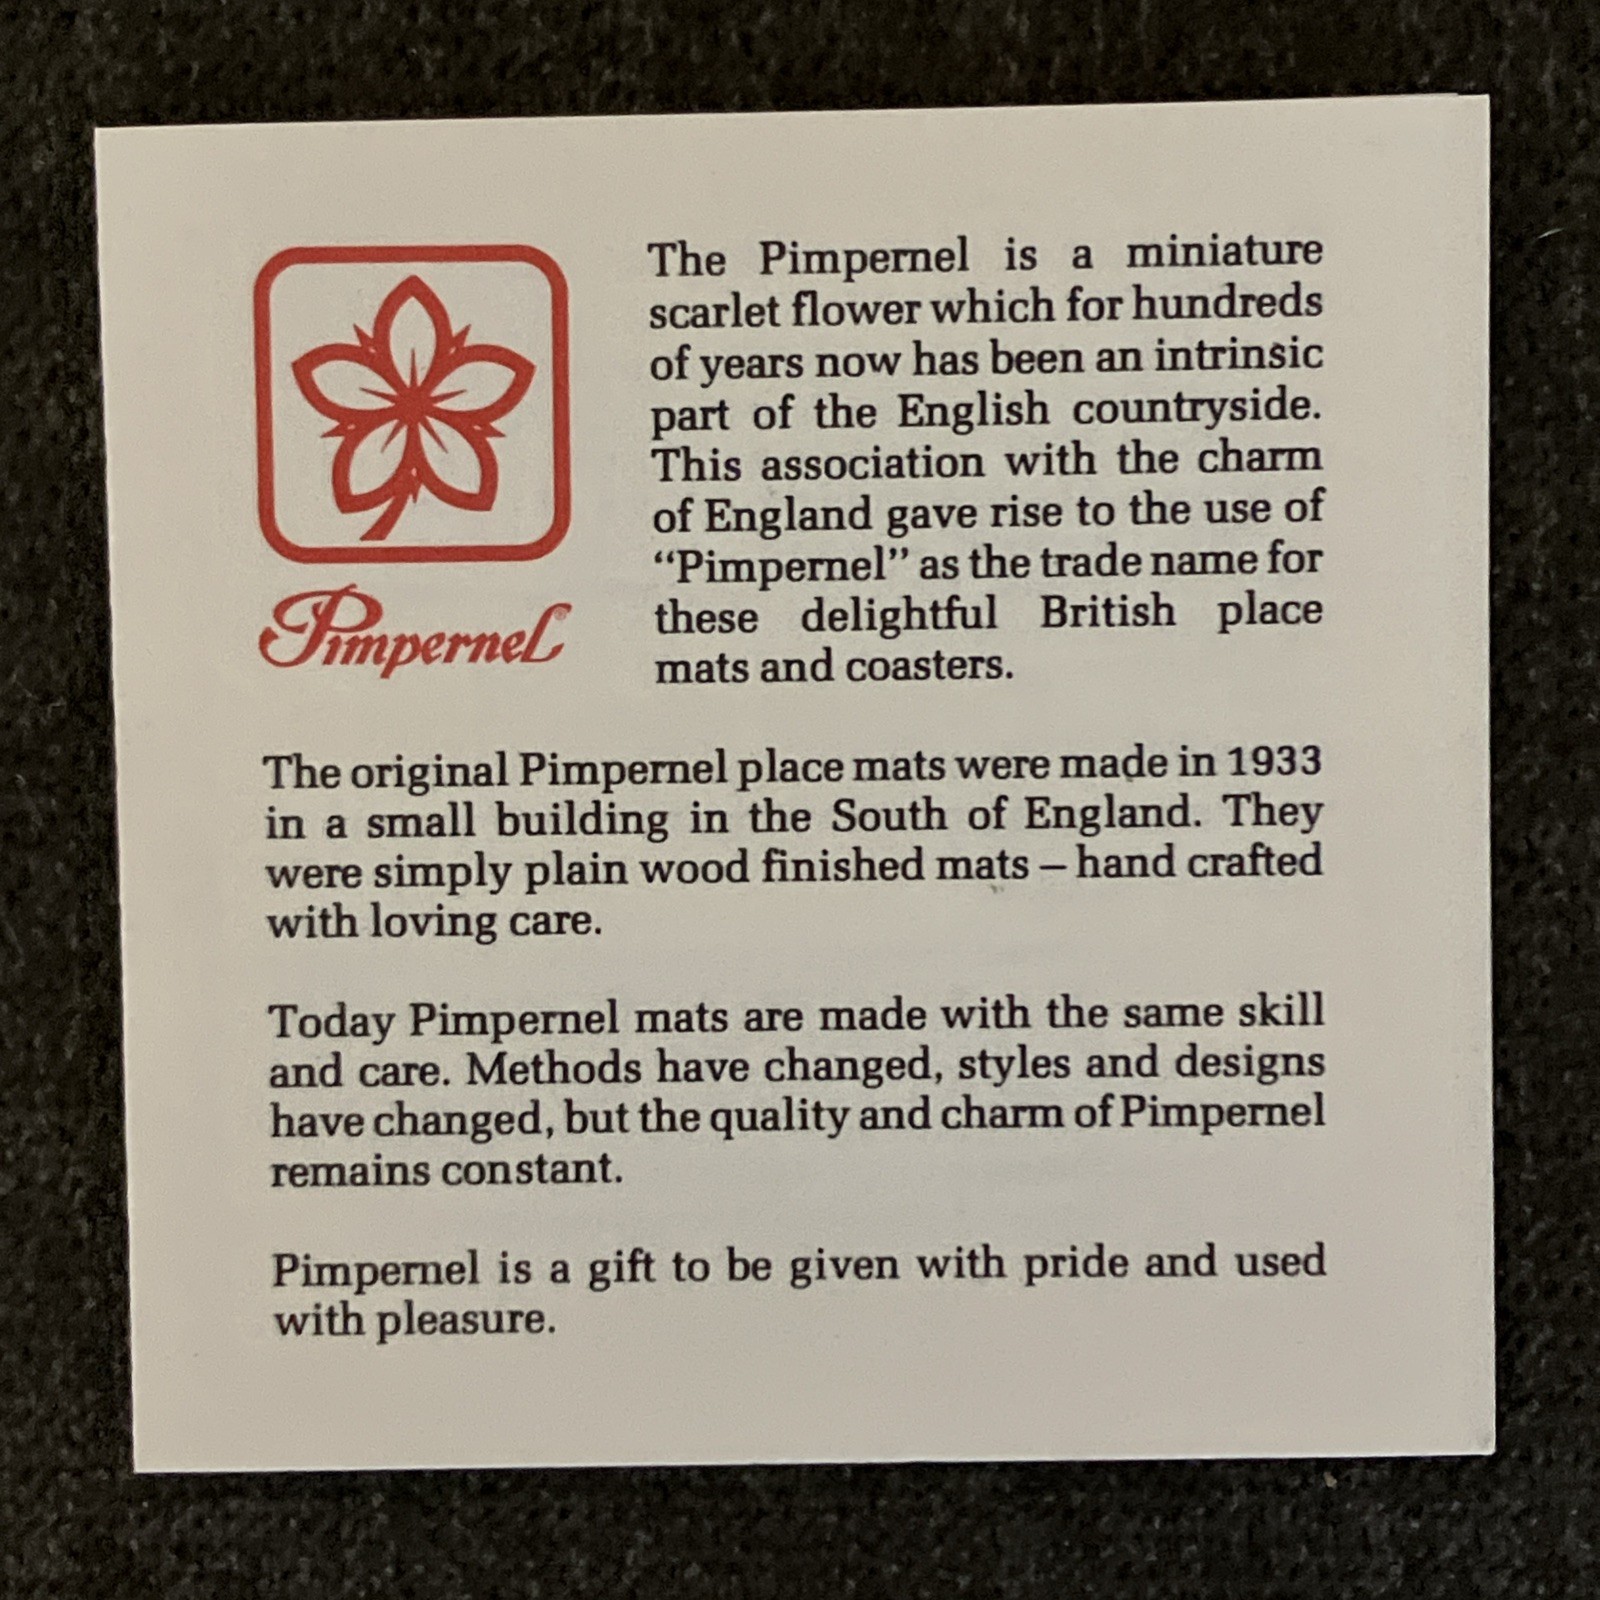 The Pimpernel is a miniature
scarlet flower which for hundreds
of years now has been an intrinsic
part of the English countryside.
This association with the charm
of England gave rise to the use of
“Pimpernel” as the trade name for
these delightful British place
mats and coasters.
Pimpernel®
The original Pimpernel place mats were made in 1933
in a small building in the South of England. They
were simply plain wood finished mats – hand crafted
with loving care.
Today Pimpernel mats are made with the same skill
and care. Methods have changed, styles and designs
have changed, but the quality and charm of Pimpernel
remains constant.
Pimpernel is a gift to be given with pride and used
with pleasure.